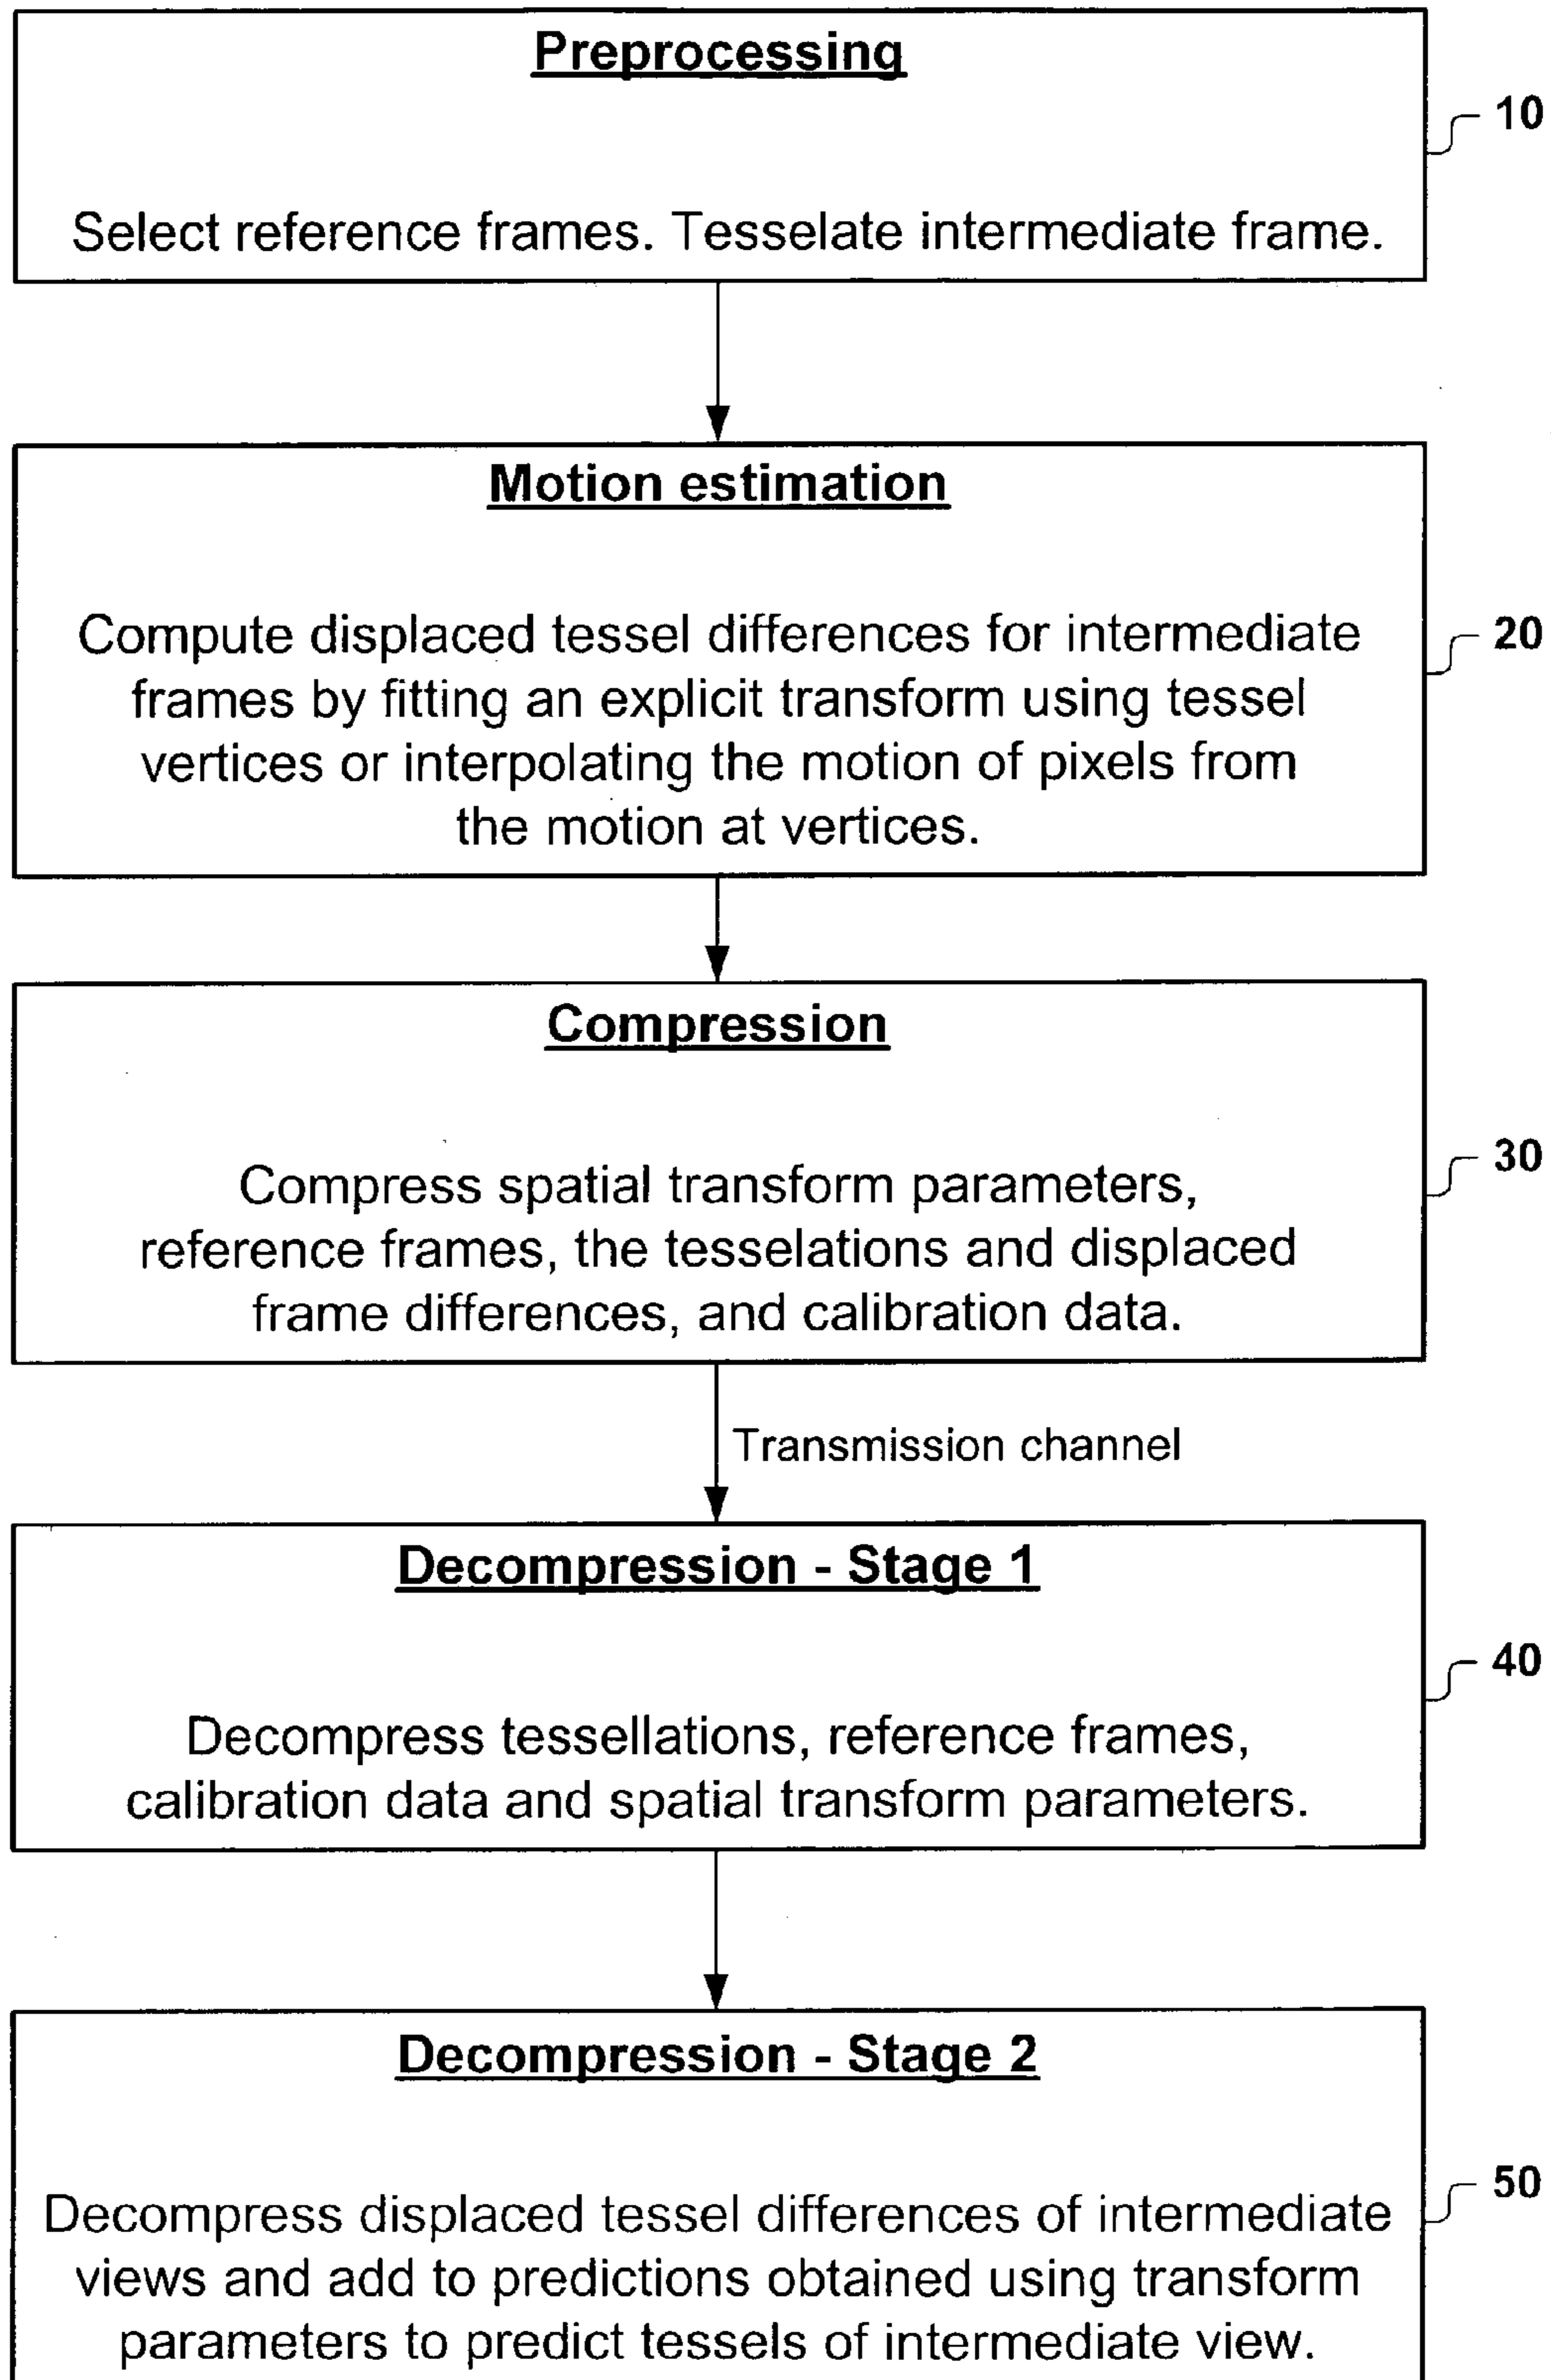 Preprocessing
10
Select reference frames. Tesselate intermediate frame.
Motion estimation
20
Compute displaced tessel differences for intermediate
frames by fitting an explicit transform using tessel
vertices or interpolating the motion of pixels from
the motion at vertices.
Compression
30
Compress spatial transform parameters,
reference frames, the tesselations and displaced
frame differences, and calibration data.
Transmission channel
Decompression - Stage 1
40
Decompress tessellations, reference frames,
calibration data and spatial transform parameters.
Decompression - Stage 2
50
Decompress displaced tessel differences of intermediate
views and add to predictions obtained using transform
parameters to predict tessels of intermediate view.